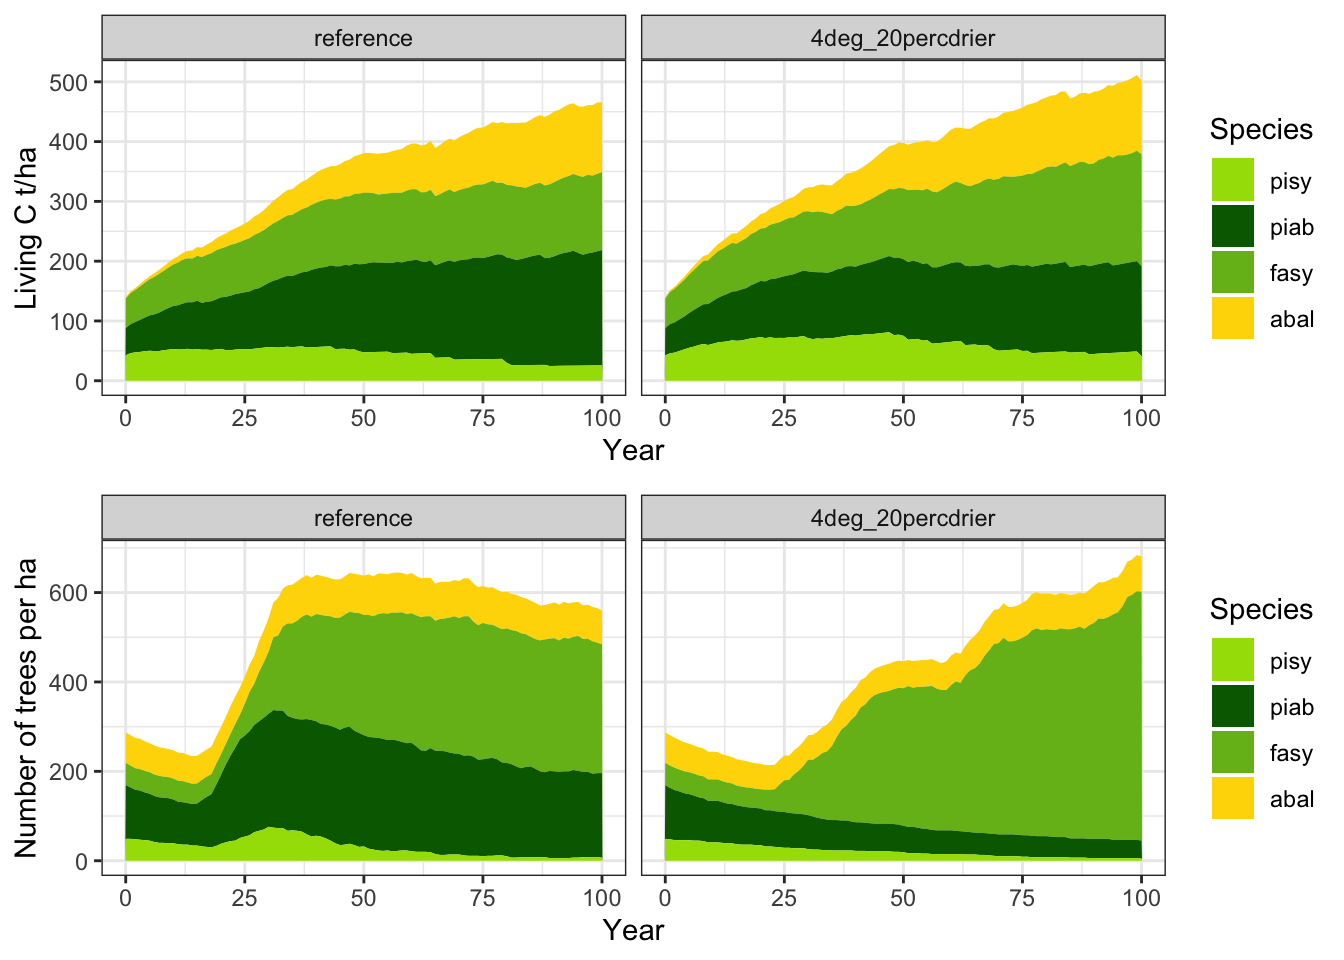 reference
4deg_20percdrier
500
400
300
200
100
0
Living C t/ha
0 25 50 75 100
0 25 50 75 100
Year
Species
pisy
piab
fasy
abal
reference
4deg_20percdrier
600
400
200
0
Number of trees per ha
0 25 50 75 100
0 25 50 75 100
Year
Species
pisy
piab
fasy
abal